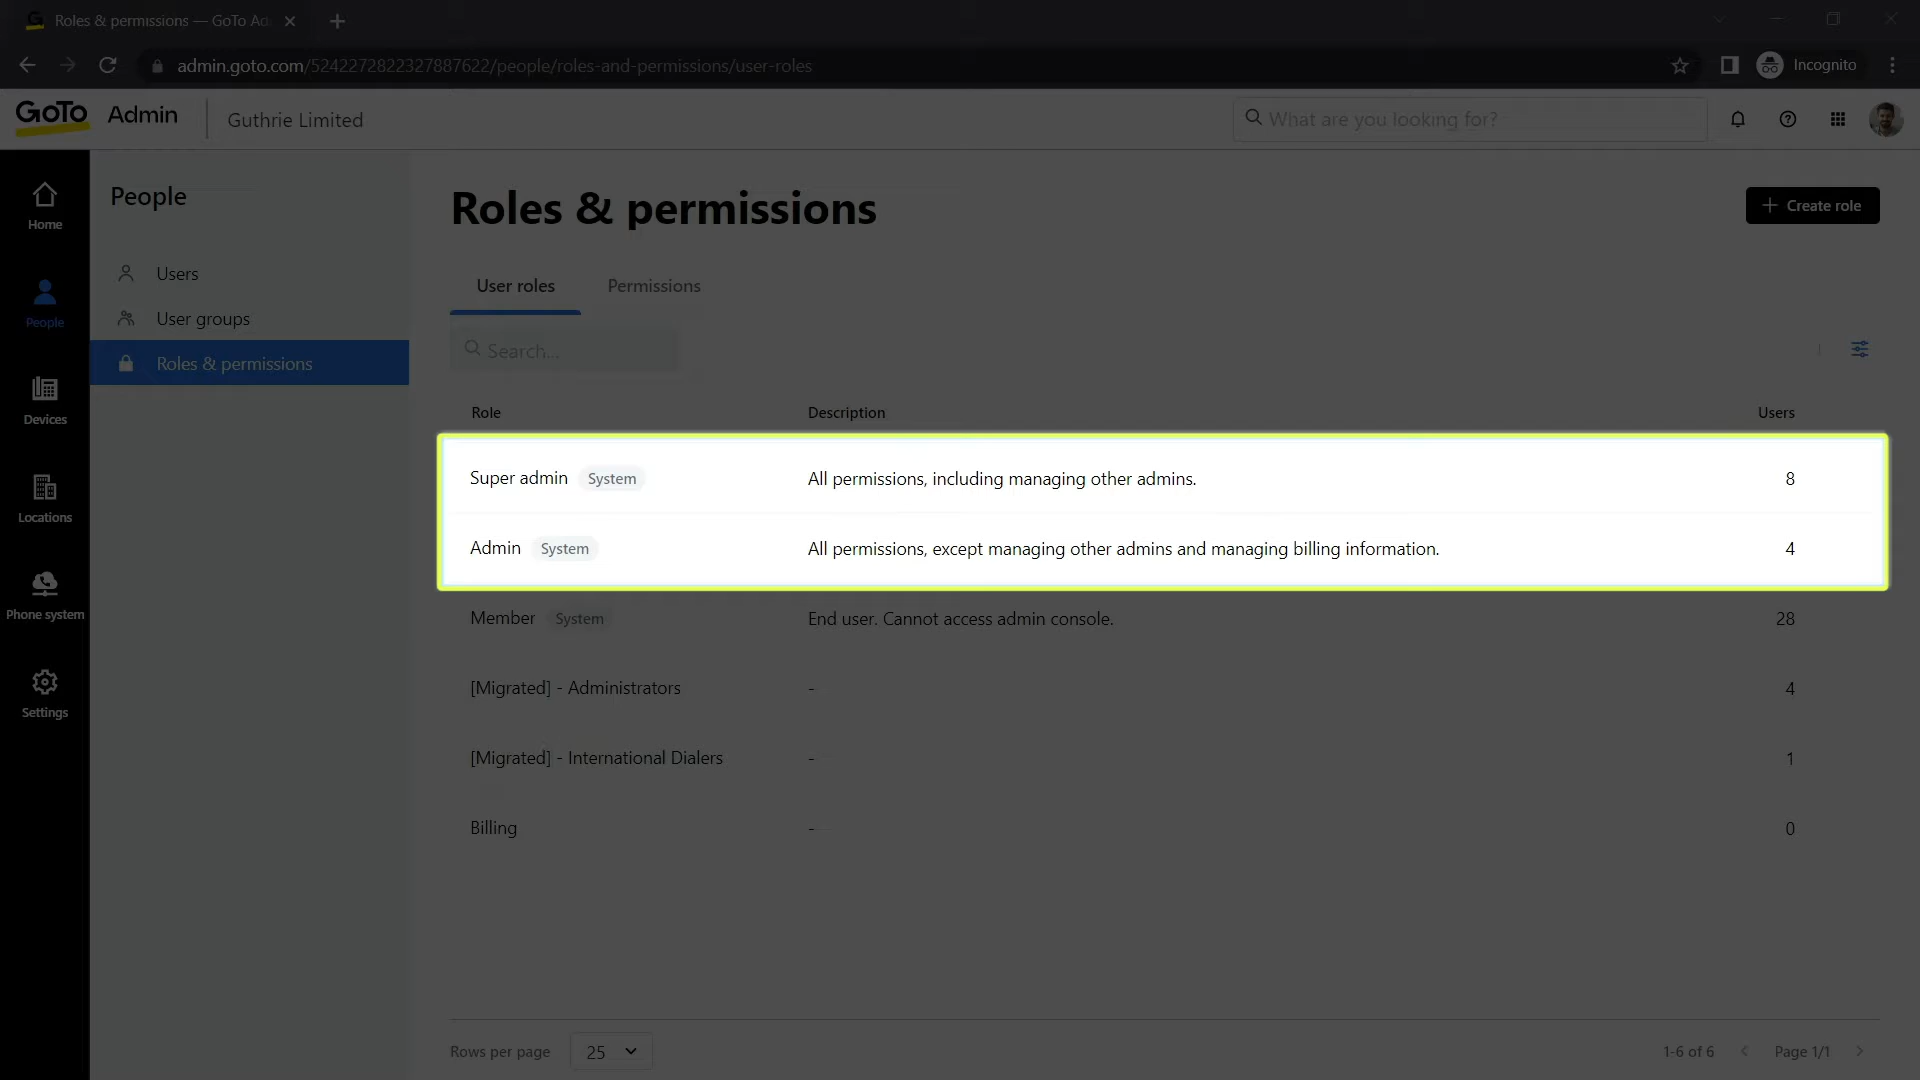 Roles & permissions — GoTo Ad
admin.goto.com/5242272822327887622/people/roles-and-permissions/user-roles
Incognito
GoTo Admin
Guthrie Limited
What are you looking for?
Home
People
Devices
Locations
Phone system
Settings
People
Users
User groups
Roles & permissions
Roles & permissions
+ Create role
User roles
Permissions
Search...
Role Description Users
Super admin System All permissions, including managing other admins. 8
Admin System All permissions, except managing other admins and managing billing information. 4
Member System End user. Cannot access admin console. 28
[Migrated] - Administrators - 4
[Migrated] - International Dialers - 1
Billing - 0
Rows per page 25
1-6 of 6
Page 1/1